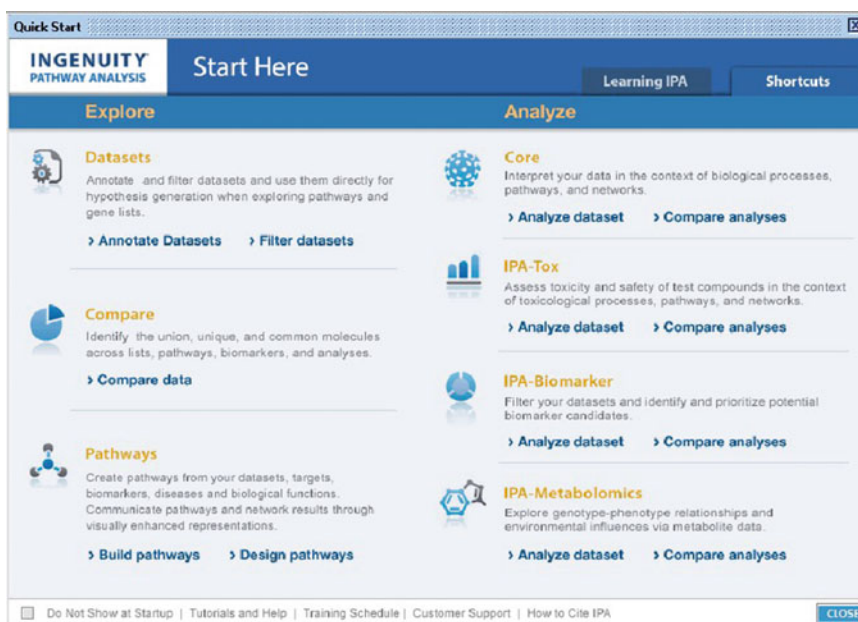 Quick Start
INGENUITY
PATHWAY ANALYSIS
Start Here
Learning IPA
Shortcuts
Explore
Datasets
Annotate and filter datasets and use them directly for
hypothesis generation when exploring pathways and
gene lists.
› Annotate Datasets › Filter datasets
Compare
Identify the union, unique, and common molecules
across lists, pathways, biomarkers, and analyses.
› Compare data
Pathways
Create pathways from your datasets, targets,
biomarkers, diseases and biological functions.
Communicate pathways and network results through
visually enhanced representations.
› Build pathways › Design pathways
Analyze
Core
Interpret your data in the context of biological processes,
pathways, and networks.
› Analyze dataset › Compare analyses
IPA-Tox
Assess toxicity and safety of test compounds in the context
of toxicological processes, pathways, and networks.
› Analyze dataset › Compare analyses
IPA-Biomarker
Filter your datasets and identify and prioritize potential
biomarker candidates.
› Analyze dataset › Compare analyses
IPA-Metabolomics
Explore genotype-phenotype relationships and
environmental influences via metabolite data.
› Analyze dataset › Compare analyses
Do Not Show at Startup | Tutorials and Help | Training Schedule | Customer Support | How to Cite IPA
CLOSE